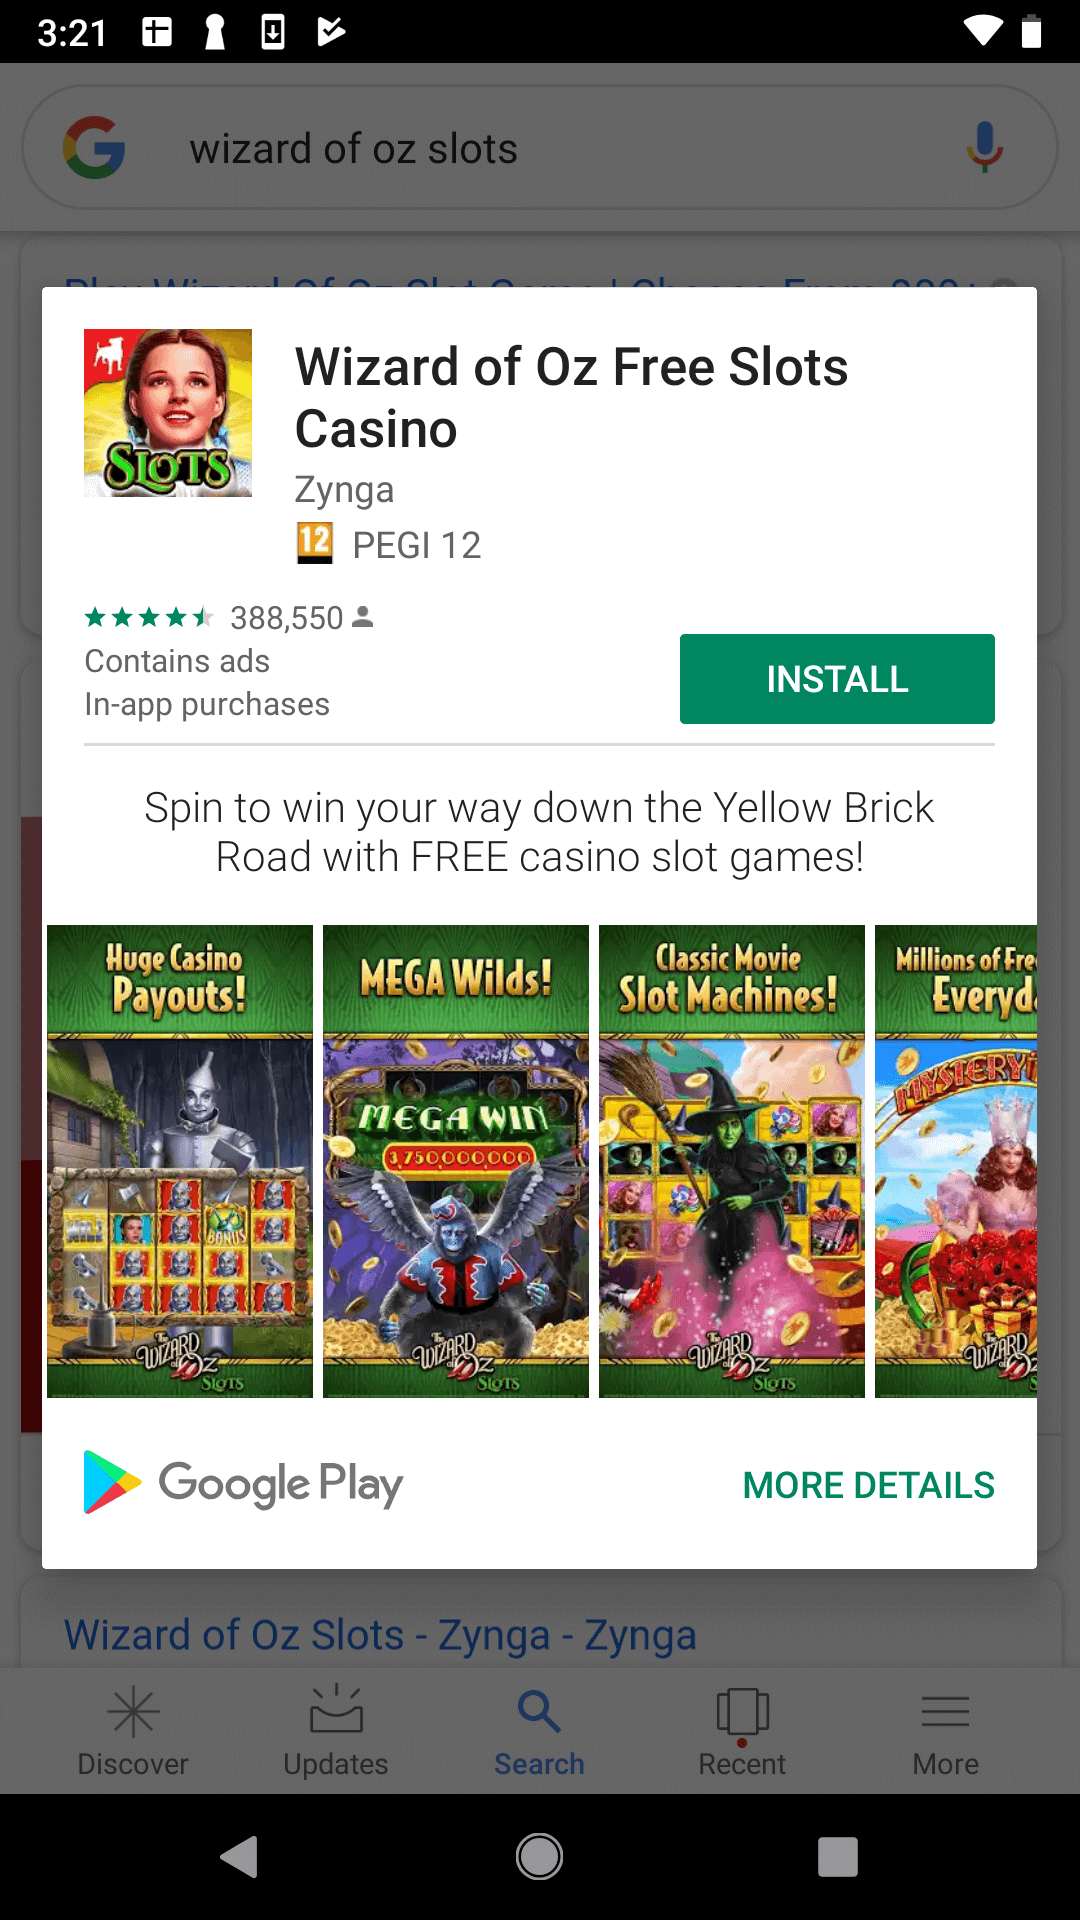 3:21
wizard of oz slots
Wizard of Oz Free Slots
Casino
Zynga
12 PEGI 12
388,550
Contains ads
In-app purchases
INSTALL
Spin to win your way down the Yellow Brick
Road with FREE casino slot games!
SLOTS
Huge Casino
Payouts!
BONUS
The
WIZARD
of OZ
SLOTS
MEGA Wilds!
MEGA WIN
3,750,000,000
The
WIZARD
of OZ
SLOTS
Classic Movie
Slot Machines!
The
WIZARD
of OZ
SLOTS
Millions of Fre
Everyd
MYSTERY
The
WIZARD
of OZ
Google Play
MORE DETAILS
Wizard of Oz Slots - Zynga - Zynga
Discover
Updates
Search
Recent
More